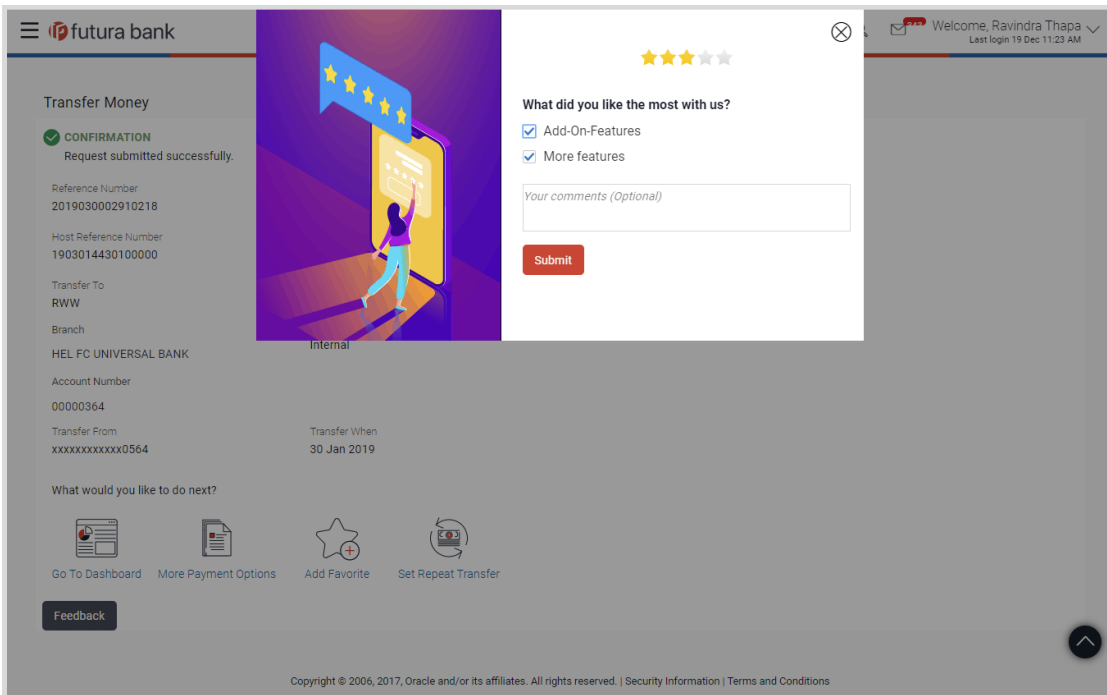 futura bank
Welcome, Ravindra Thapa
Last login 19 Dec 11:23 AM
Transfer Money
CONFIRMATION
Request submitted successfully.
Reference Number
2019030002910218
Host Reference Number
1903014430100000
Transfer To
RWW
Branch
HEL FC UNIVERSAL BANK
Internal
Account Number
00000364
Transfer From
Transfer When
xxxxxxxxxxxx0564
30 Jan 2019
What would you like to do next?
Go To Dashboard
More Payment Options
Add Favorite
Set Repeat Transfer
Feedback
What did you like the most with us?
Add-On-Features
More features
Your comments (Optional)
Submit
Copyright © 2006, 2017, Oracle and/or its affiliates. All rights reserved. | Security Information | Terms and Conditions